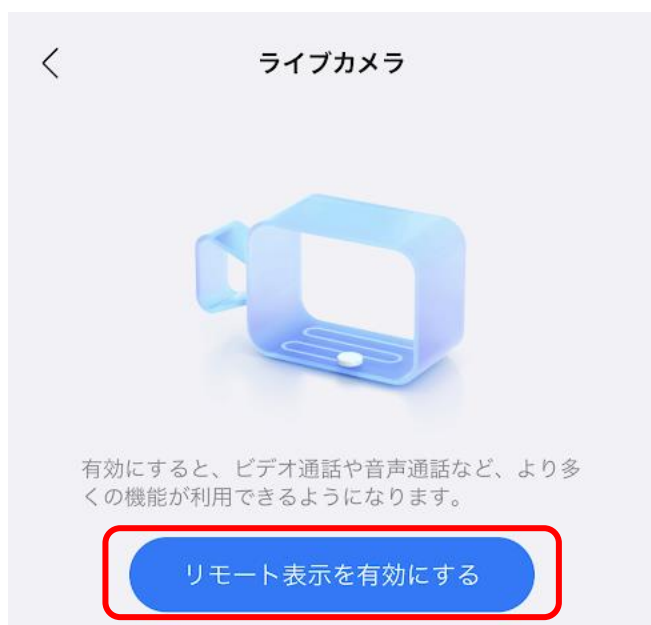 ライブカメラ
有効にすると、ビデオ通話や音声通話など、より多
くの機能が利用できるようになります。
リモート表示を有効にする